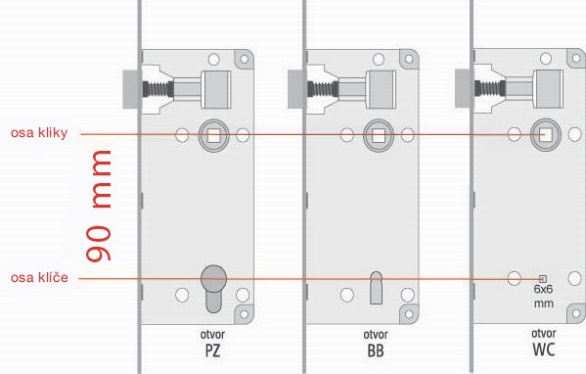 osa kliky
90 mm
osa klíče
6x6
mm
otvor
PZ
otvor
BB
otvor
WC